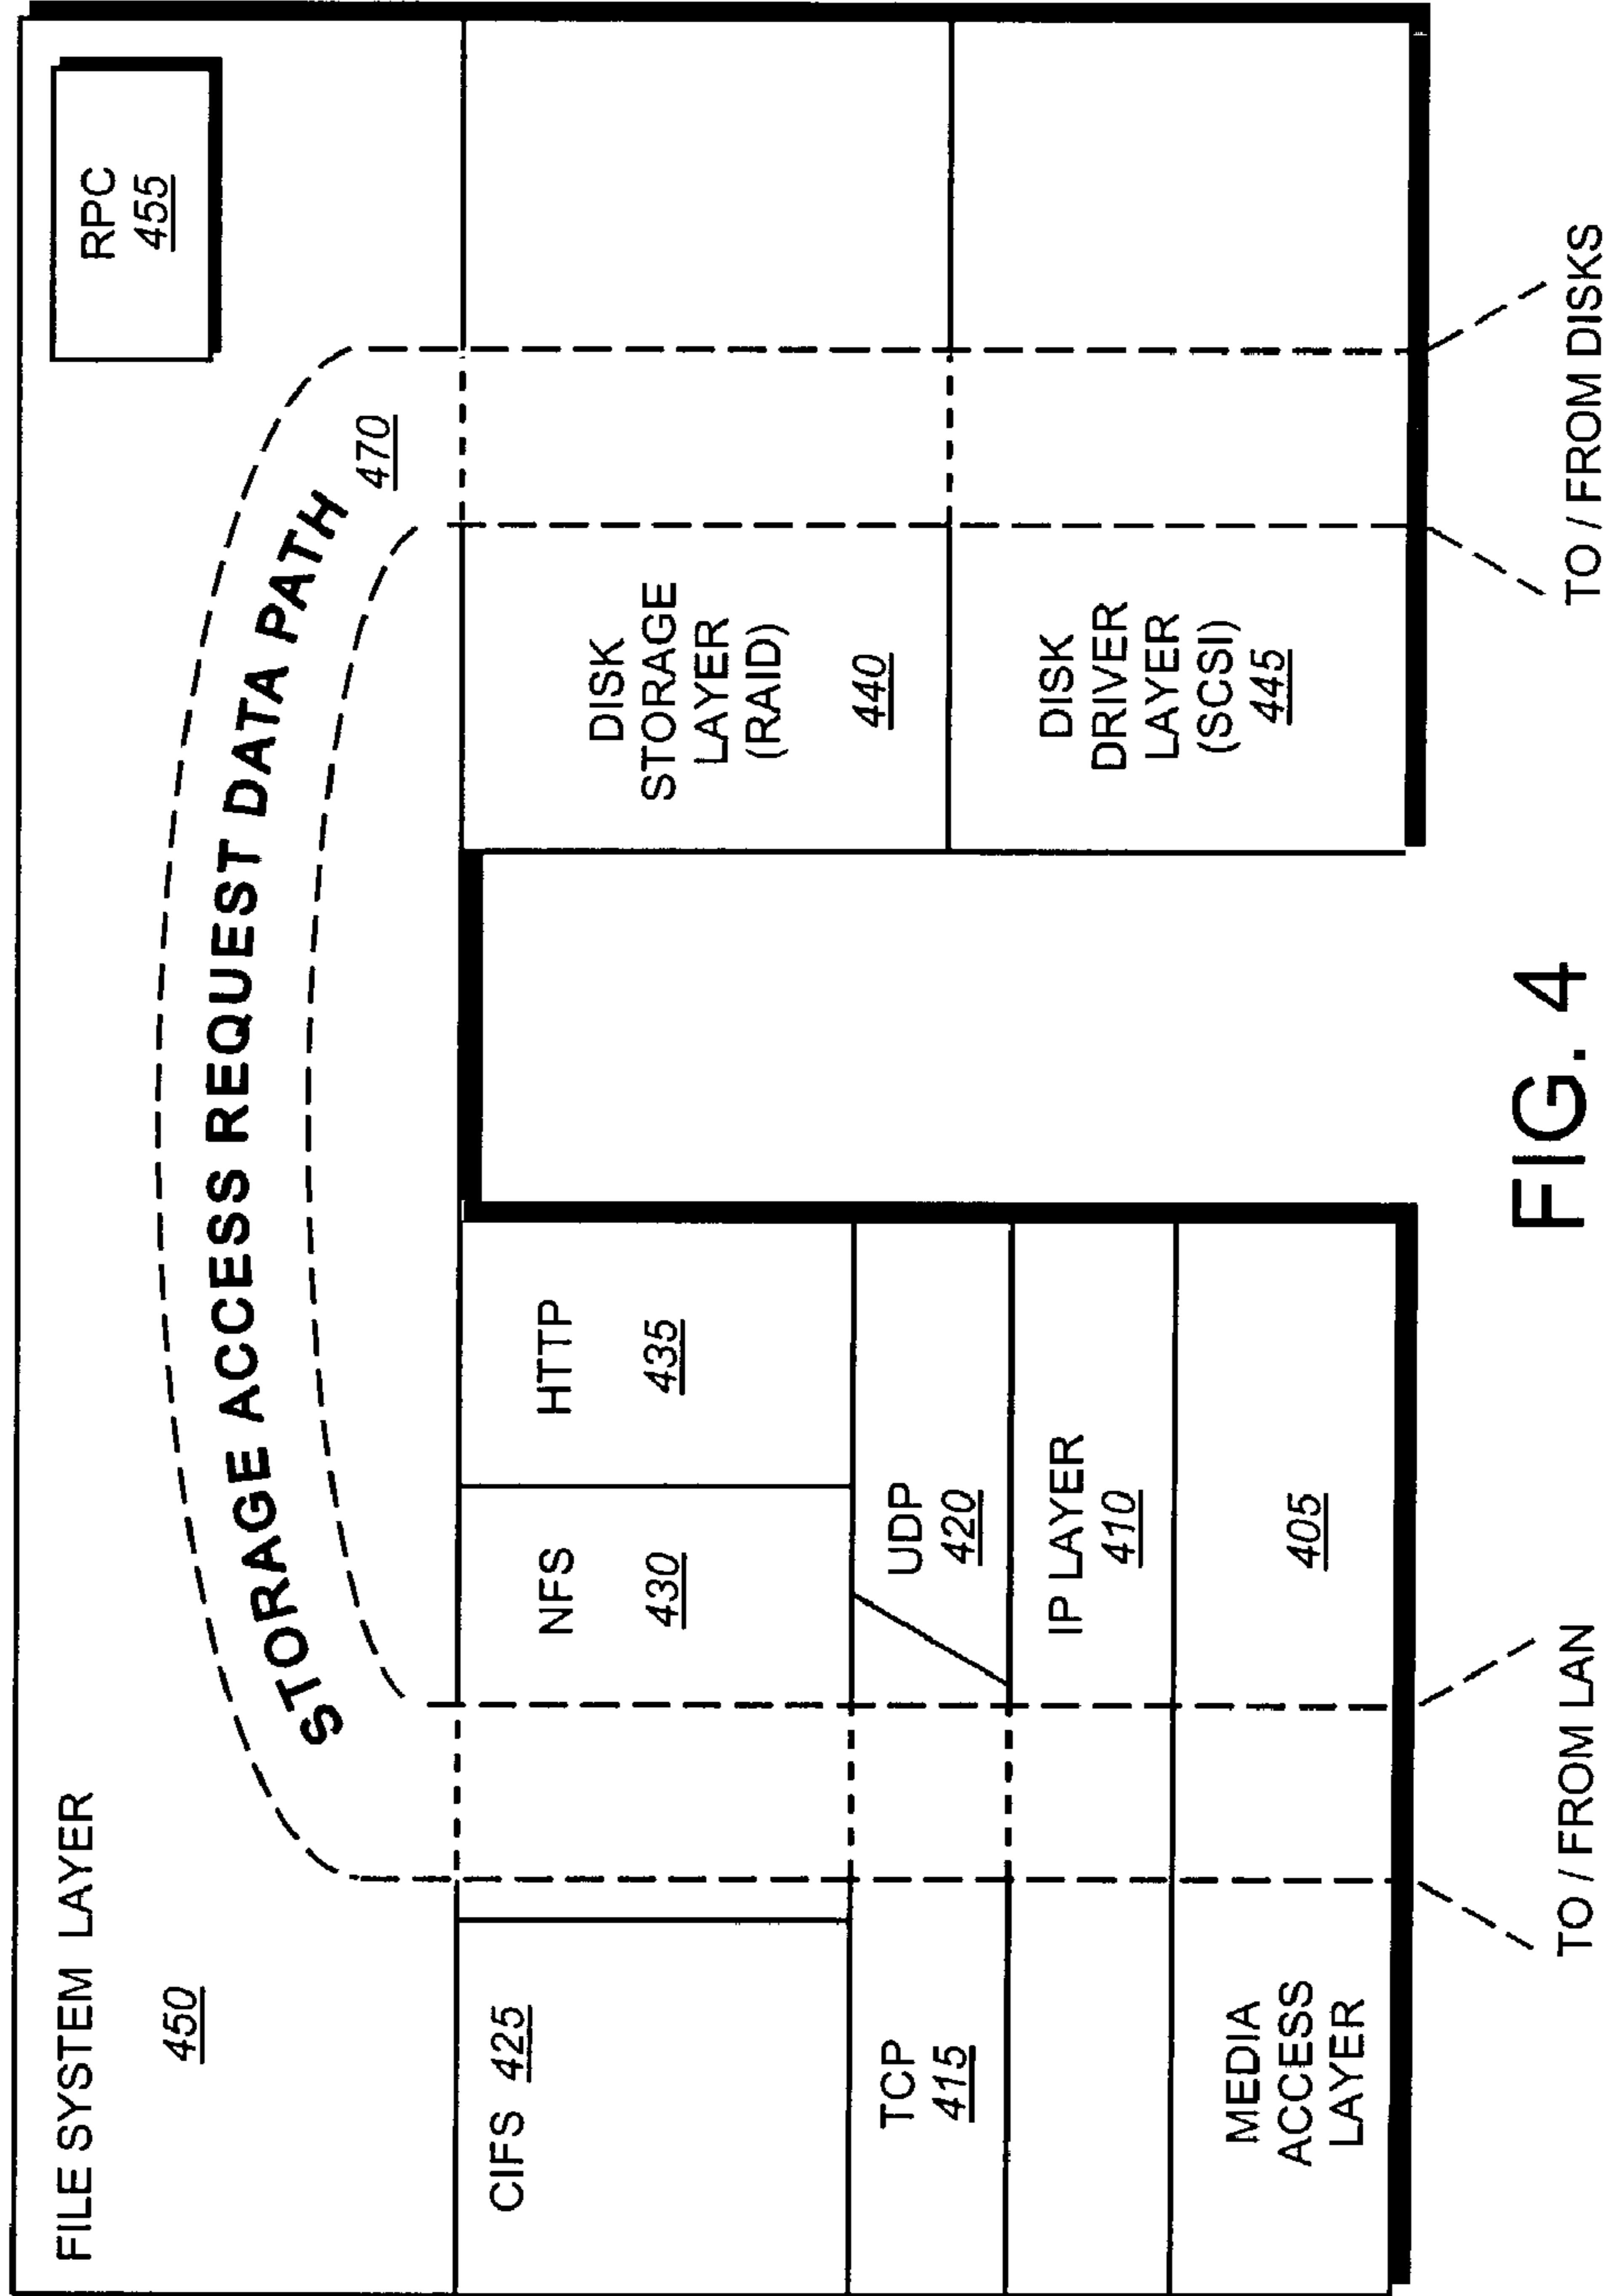 FILE SYSTEM LAYER
450
RPC
455
STORAGE ACCESS REQUEST DATA PATH
470
CIFS 425
NFS
430
HTTP
435
TCP
415
UDP
420
IP LAYER
410
MEDIA
ACCESS
LAYER
405
DISK
STORAGE
LAYER
(RAID)
440
DISK
DRIVER
LAYER
(SCSI)
445
TO / FROM LAN
TO / FROM DISKS
FIG. 4